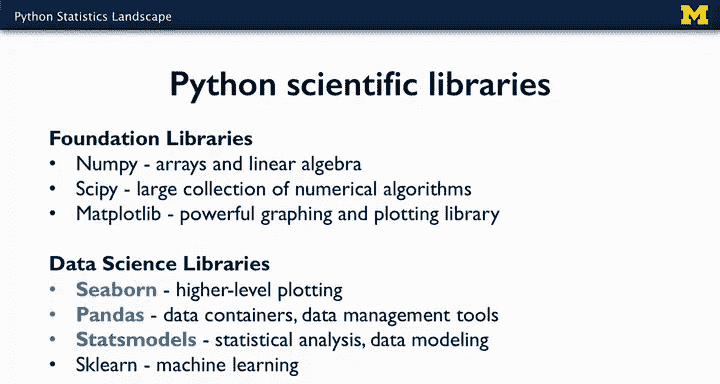 Python Statistics Landscape
M
Python scientific libraries
Foundation Libraries
• Numpy - arrays and linear algebra
• Scipy - large collection of numerical algorithms
• Matplotlib - powerful graphing and plotting library
Data Science Libraries
• Seaborn - higher-level plotting
• Pandas - data containers, data management tools
• Statsmodels - statistical analysis, data modeling
• Sklearn - machine learning